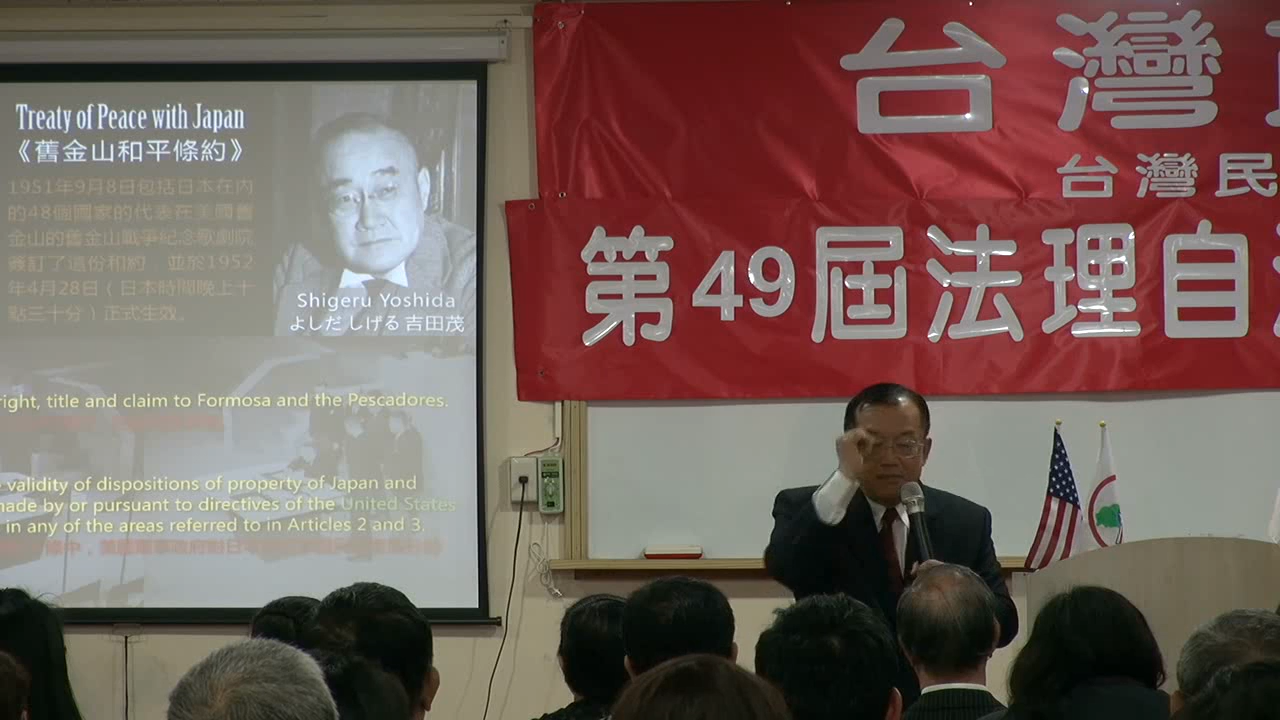 Treaty of Peace with Japan
《舊金山和平條約》
1951年9月8日包括日本在內
的48個國家的代表在美國舊
金山的舊金山戰爭紀念歌劇院
簽訂了這份和約，並於1952
年4月28日（日本時間晚上十
點三十分）正式生效。
Shigeru Yoshida
よしだ しげる 吉田茂
right, title and claim to Formosa and the Pescadores.
validity of dispositions of property of Japan and
made by or pursuant to directives of the United States
in any of the areas referred to in Articles 2 and 3.
台灣
台灣民
第49屆法理自